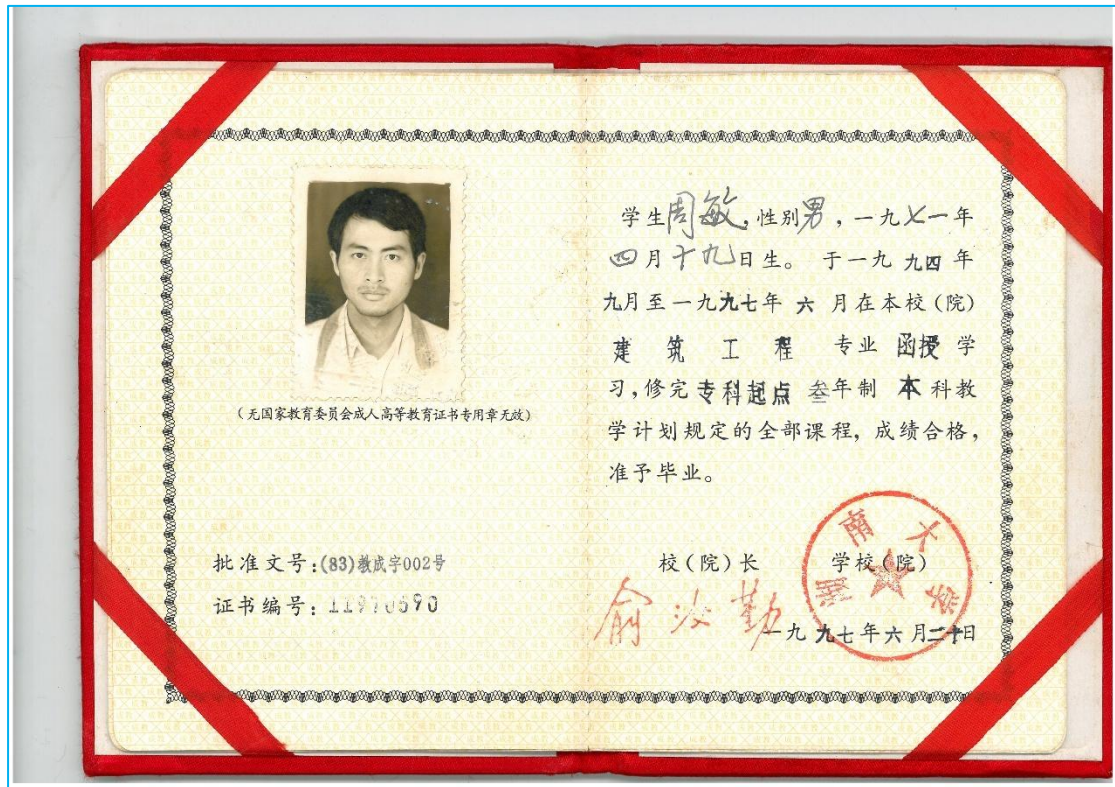 (无国家教育委员会成人高等教育证书专用章无效)
批准文号:(83)教成字002号
证书编号:11970590
学生周敏,性别男,一九七一年
四月十九日生。于一九九四年
九月至一九九七年六月在本校(院)
建筑工程专业函授学
习,修完专科起点叁年制本科教
学计划规定的全部课程,成绩合格,
准予毕业。
校(院)长 学校(院)
俞汝勤
湖南大学
一九九七年六月二十日